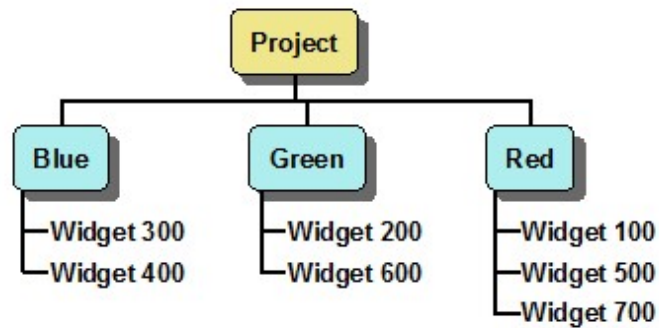 Project
Blue
Green
Red
Widget 300
Widget 400
Widget 200
Widget 600
Widget 100
Widget 500
Widget 700